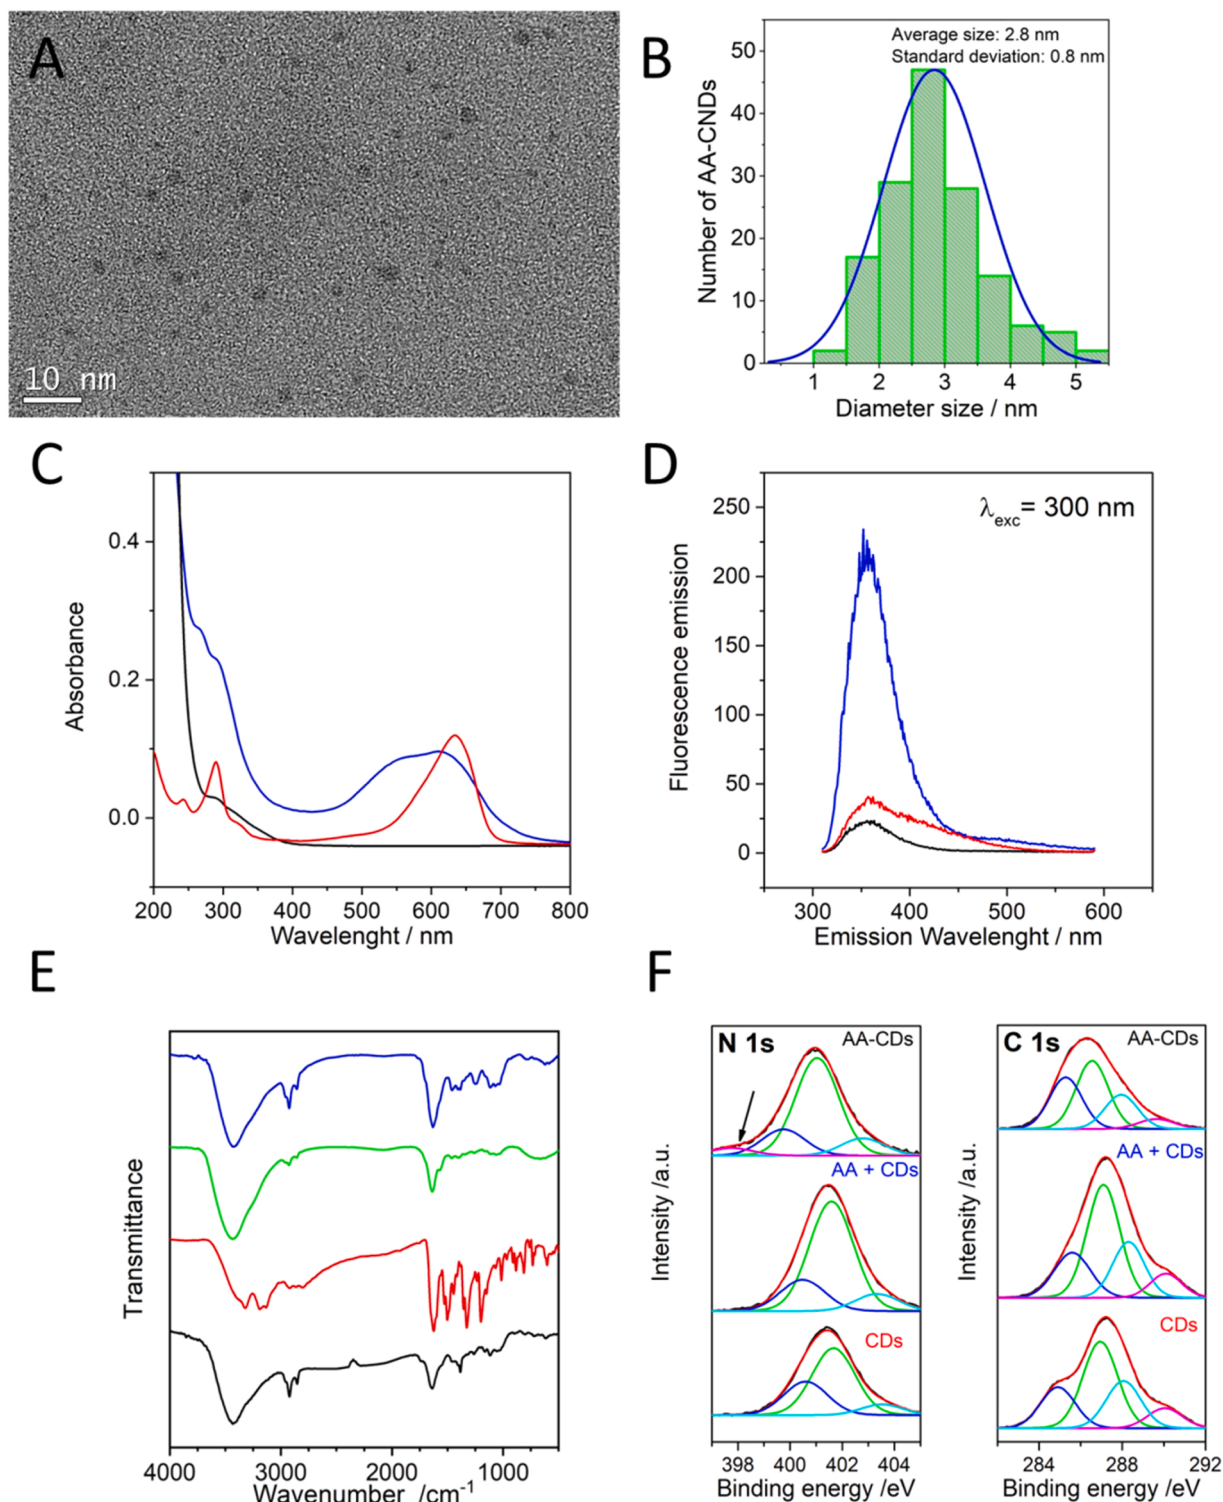 A
10 nm
B
Average size: 2.8 nm
Standard deviation: 0.8 nm
Number of AA-CNDs
50
40
30
20
10
0
1 2 3 4 5
Diameter size / nm
C
Absorbance
0.4
0.2
0.0
200 300 400 500 600 700 800
Wavelenght / nm
D
λexc= 300 nm
Fluorescence emission
250
200
150
100
50
0
300 400 500 600
Emission Wavelenght / nm
E
Transmittance
4000 3000 2000 1000
Wavenumber /cm-1
F
N 1s
AA-CDs
AA + CDs
CDs
Intensity /a.u.
398 400 402 404
Binding energy /eV
C 1s
AA-CDs
AA + CDs
CDs
Intensity /a.u.
284 288 292
Binding energy /eV